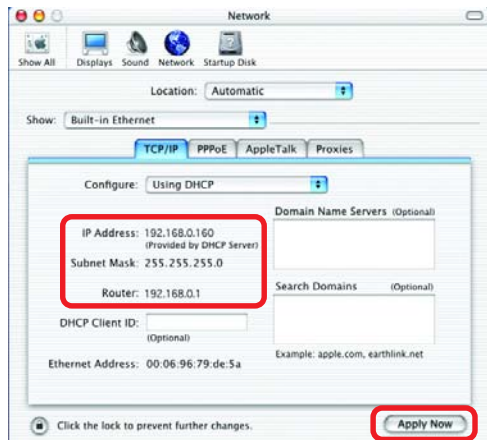 Network
Show All Displays Sound Network Startup Disk
Location: Automatic
Show: Built-in Ethernet
TCP/IP PPPoE AppleTalk Proxies
Configure: Using DHCP
Domain Name Servers (Optional)
IP Address: 192.168.0.160
(Provided by DHCP Server)
Subnet Mask: 255.255.255.0
Router: 192.168.0.1
Search Domains (Optional)
DHCP Client ID:
(Optional)
Example: apple.com, earthlink.net
Ethernet Address: 00:06:96:79:de:5a
Click the lock to prevent further changes.
Apply Now